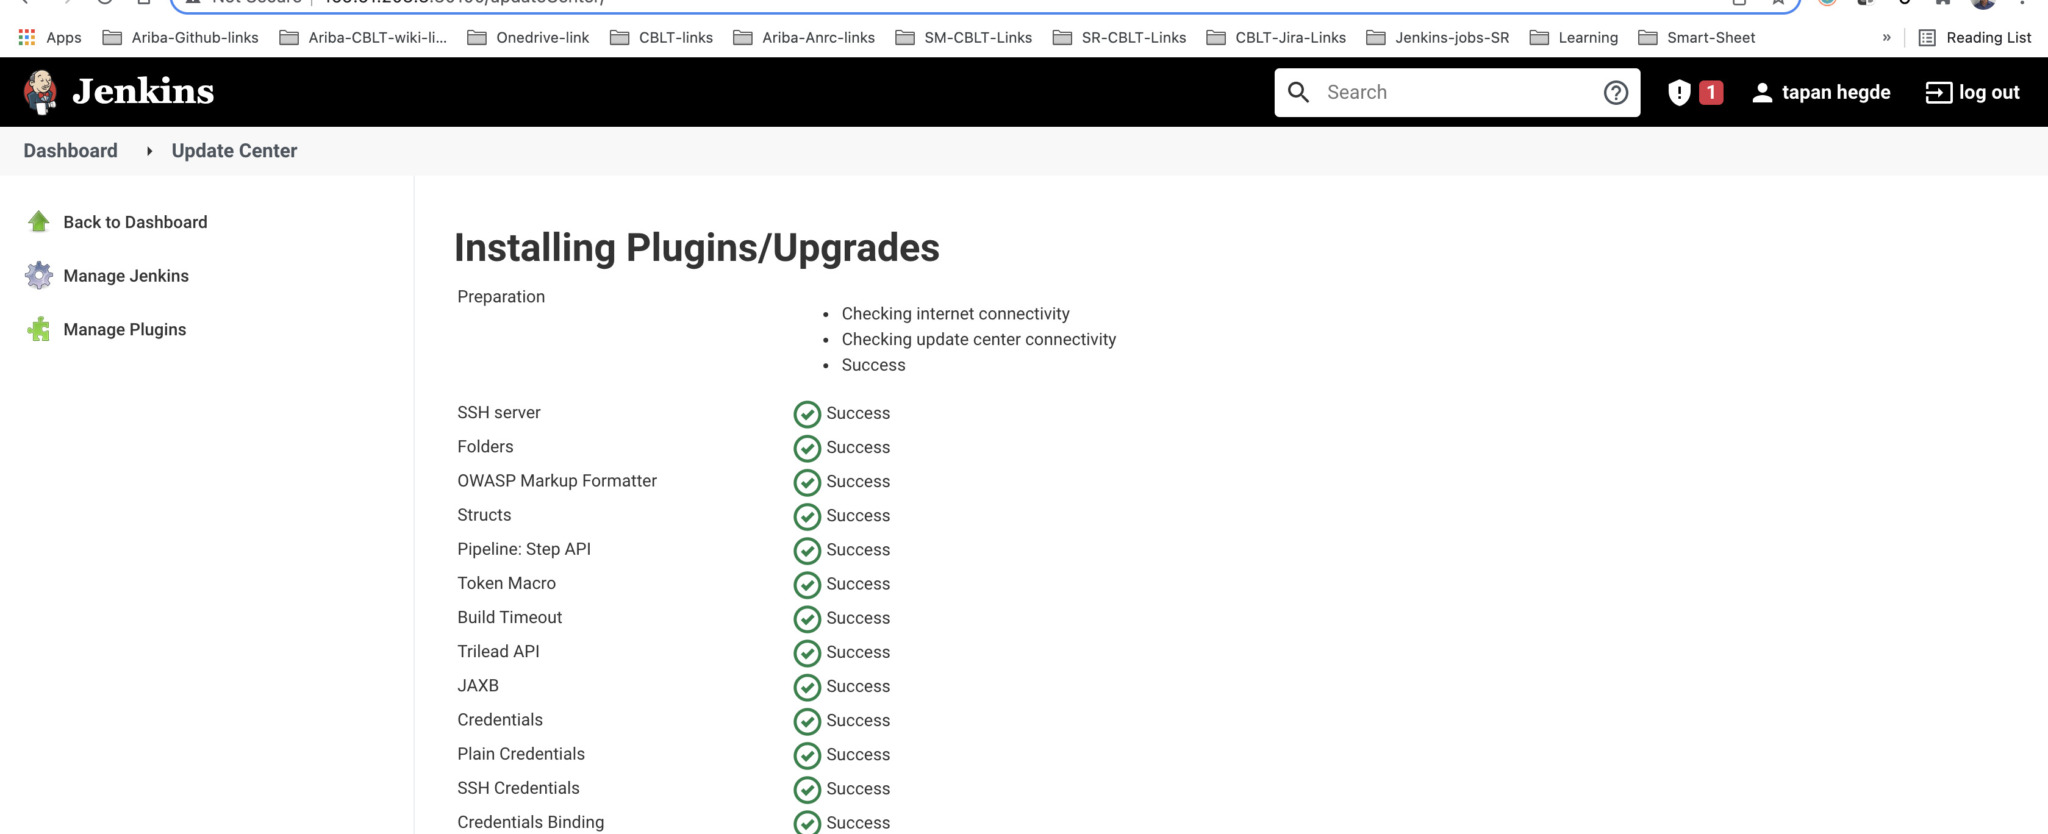 Apps Ariba-Github-links Ariba-CBLT-wiki-li... Onedrive-link CBLT-links Ariba-Anrc-links SM-CBLT-Links SR-CBLT-Links CBLT-Jira-Links Jenkins-jobs-SR Learning Smart-Sheet » Reading List
Jenkins Search 1 tapan hegde log out
Dashboard Update Center
Back to Dashboard
Manage Jenkins
Manage Plugins
Installing Plugins/Upgrades
Preparation
• Checking internet connectivity
• Checking update center connectivity
• Success
SSH server Success
Folders Success
OWASP Markup Formatter Success
Structs Success
Pipeline: Step API Success
Token Macro Success
Build Timeout Success
Trilead API Success
JAXB Success
Credentials Success
Plain Credentials Success
SSH Credentials Success
Credentials Binding Success